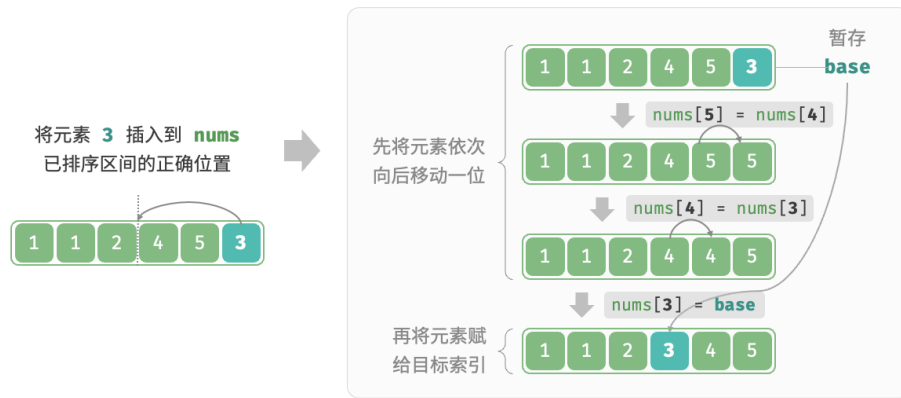 将元素 3 插入到 nums
已排序区间的正确位置
1 1 2 4 5 3
暂存
base
1 1 2 4 5 3
nums[5] = nums[4]
先将元素依次
向后移动一位
1 1 2 4 5 5
nums[4] = nums[3]
1 1 2 4 4 5
nums[3] = base
再将元素赋
给目标索引
1 1 2 3 4 5